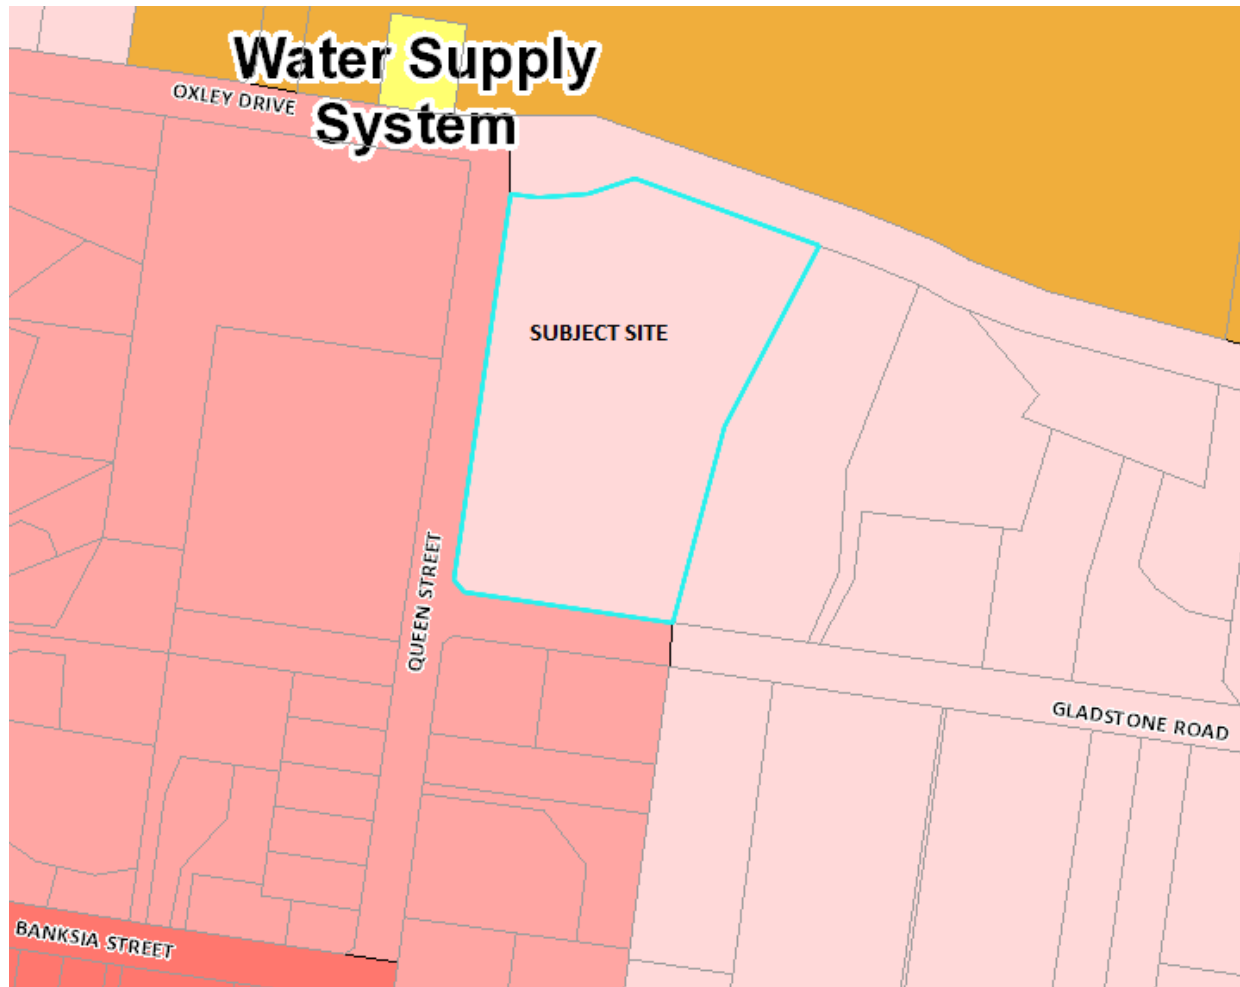 Water Supply
System
OXLEY DRIVE
SUBJECT SITE
QUEEN STREET
GLADSTONE ROAD
BANKSIA STREET